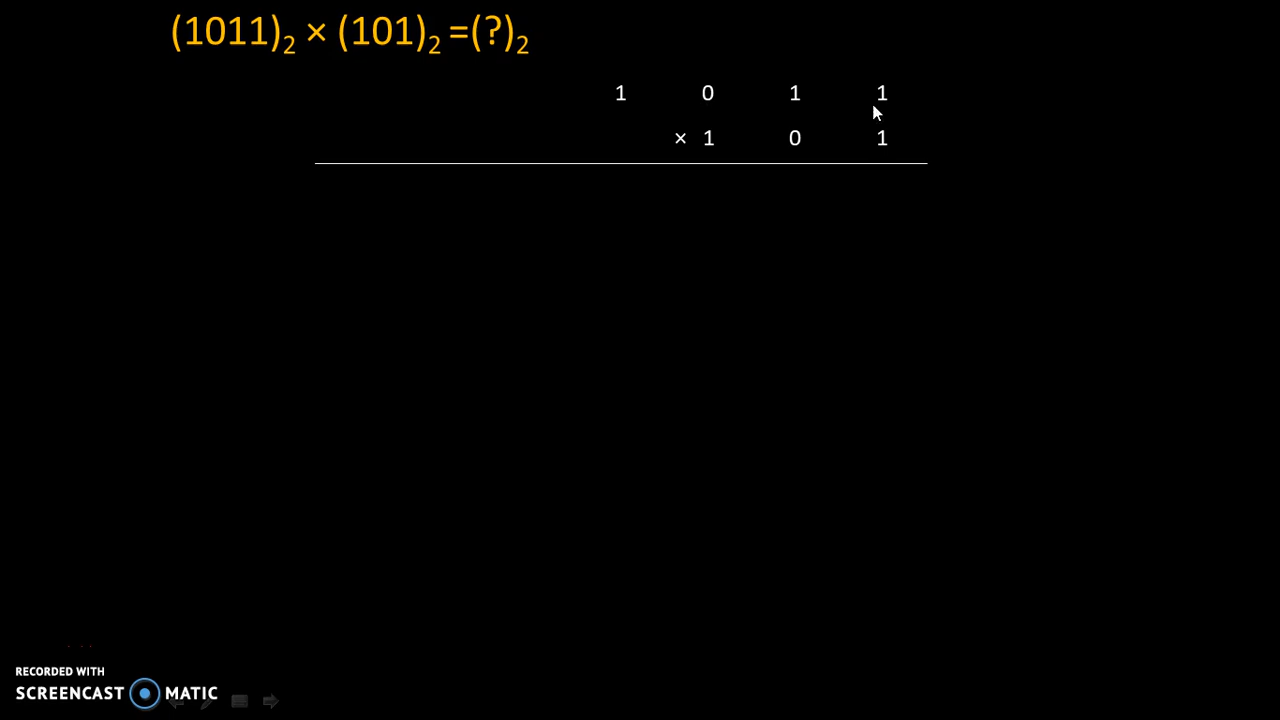 (1011)₂ × (101)₂ =(?)₂
1 0 1 1
× 1 0 1
RECORDED WITH
SCREENCAST MATIC